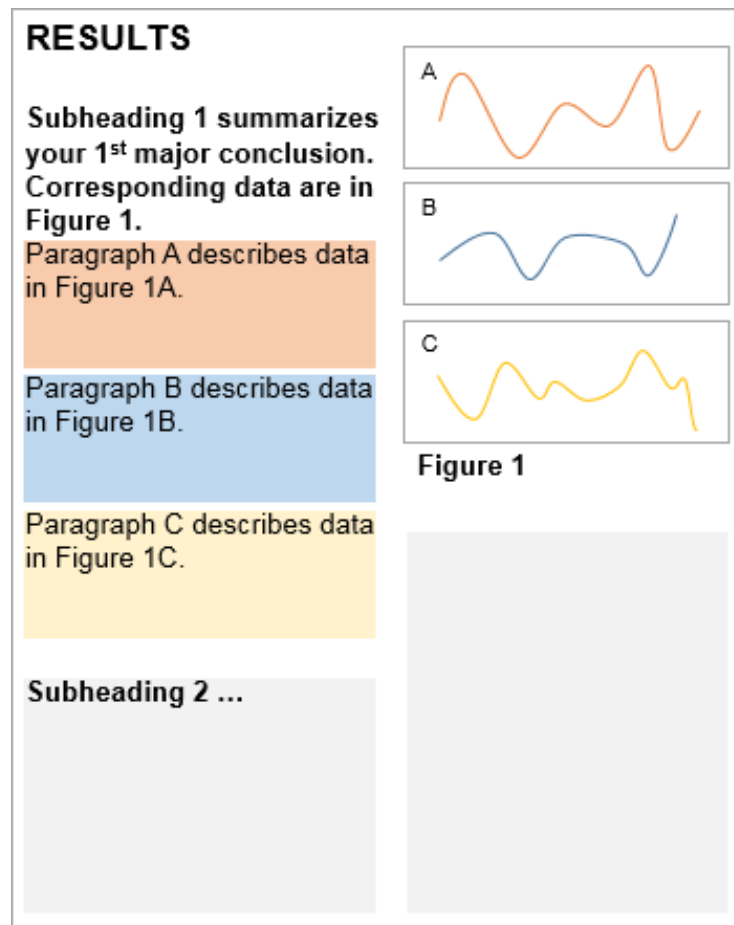 RESULTS
Subheading 1 summarizes
your 1st major conclusion.
Corresponding data are in
Figure 1.
Paragraph A describes data
in Figure 1A.
Paragraph B describes data
in Figure 1B.
Paragraph C describes data
in Figure 1C.
Subheading 2 ...
A
B
C
Figure 1